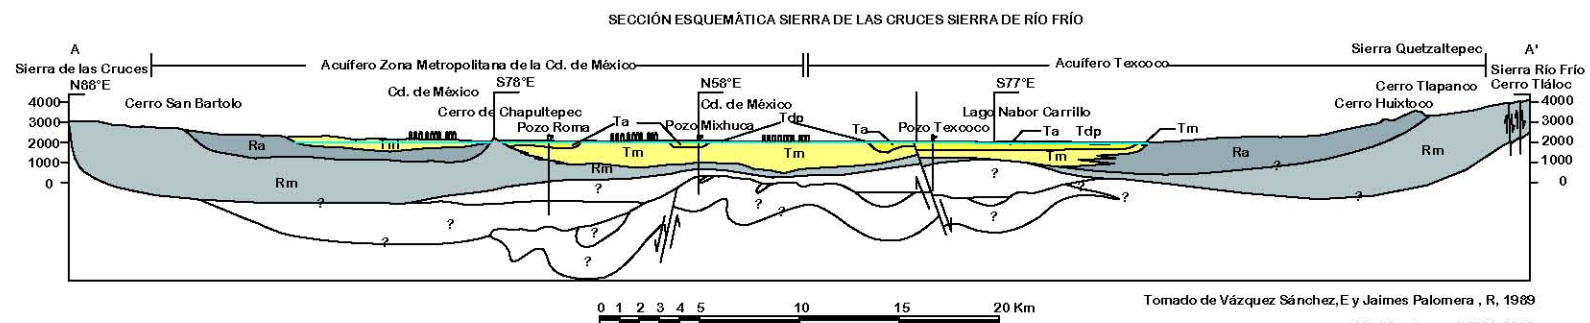 SECCIÓN ESQUEMÁTICA SIERRA DE LAS CRUCES SIERRA DE RÍO FRÍO
A
Sierra Quetzaltepec
A'
Sierra de las Cruces
Acuífero Zona Metropolitana de la Cd. de México
Acuífero Texcoco
Sierra Río Frío
N88°E
S78°E
N58°E
S77°E
Cerro Tlapanco
Cerro Tláloc
Cd. de México
4000
Cerro San Bartolo
Cerro de Chapultepec
Cd. de México
Lago Nabor Carrillo
Cerro Huixtoco
4000
3000
Pozo Roma
Ta
Pozo Mixhuca
Tdp
Ta
Pozo Texcoco
Ta
Tdp
Tm
3000
2000
Ra
Tm
Tm
Tm
Tm
Ra
Rm
2000
1000
Rm
Rm
?
?
1000
0
?
?
0
?
?
?
?
?
?
?
?
?
?
?
0 1 2 3 4 5 10 15 20 Km
Tomado de Vázquez Sánchez,E y Jaimes Palomera , R, 1989